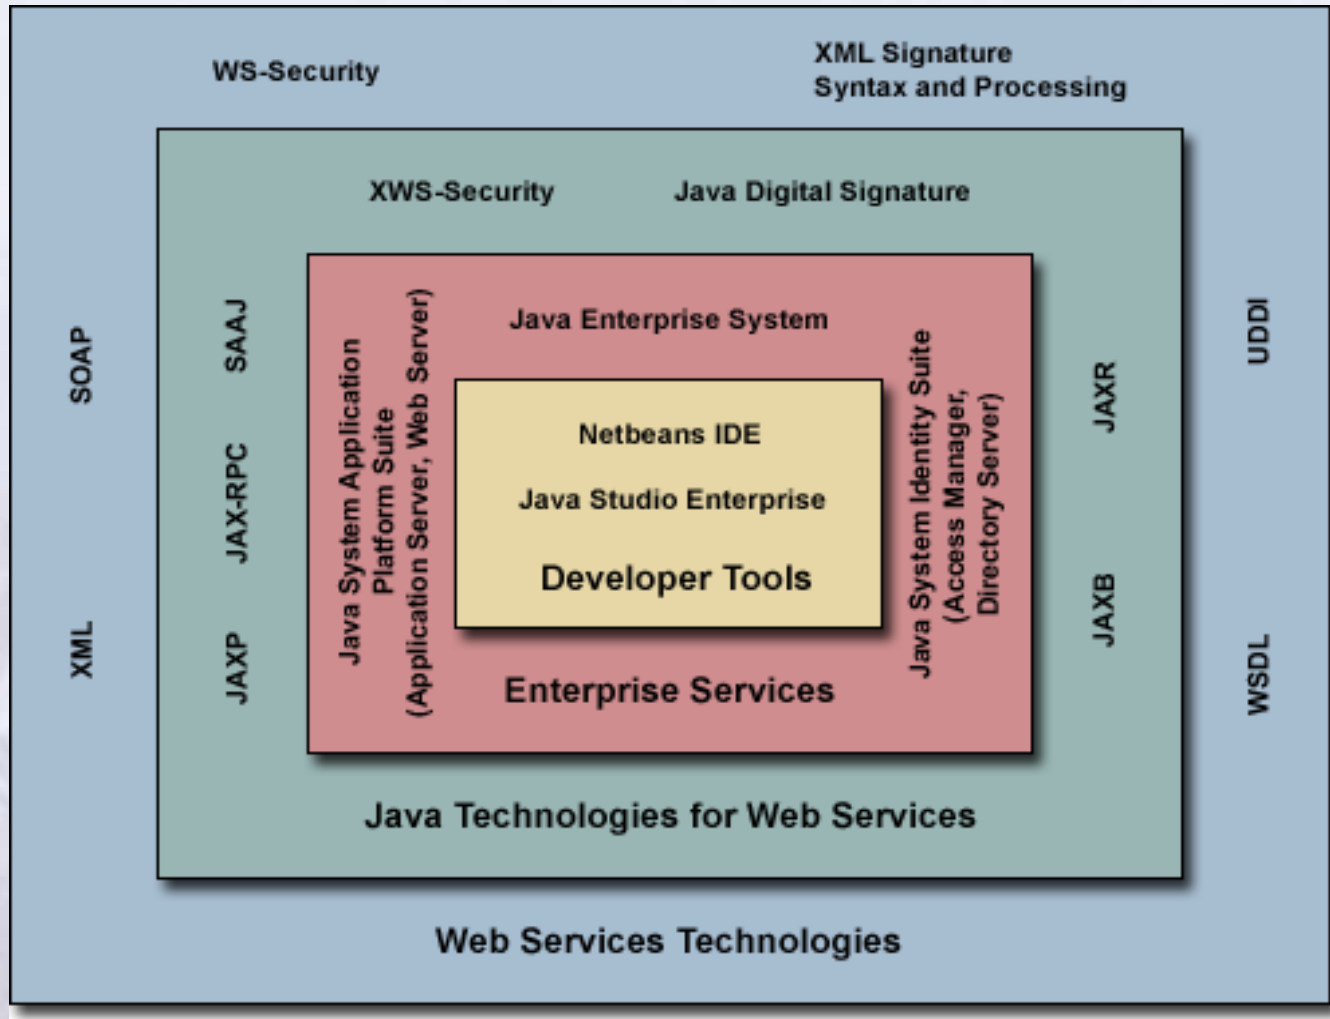 WS-Security
XML Signature
Syntax and Processing
SOAP
XML
UDDI
WSDL
XWS-Security
Java Digital Signature
SAAJ
JAX-RPC
JAXP
JAXR
JAXB
Java Enterprise System
Java System Application
Platform Suite
(Application Server, Web Server)
Java System Identity Suite
(Access Manager,
Directory Server)
Netbeans IDE
Java Studio Enterprise
Developer Tools
Enterprise Services
Java Technologies for Web Services
Web Services Technologies